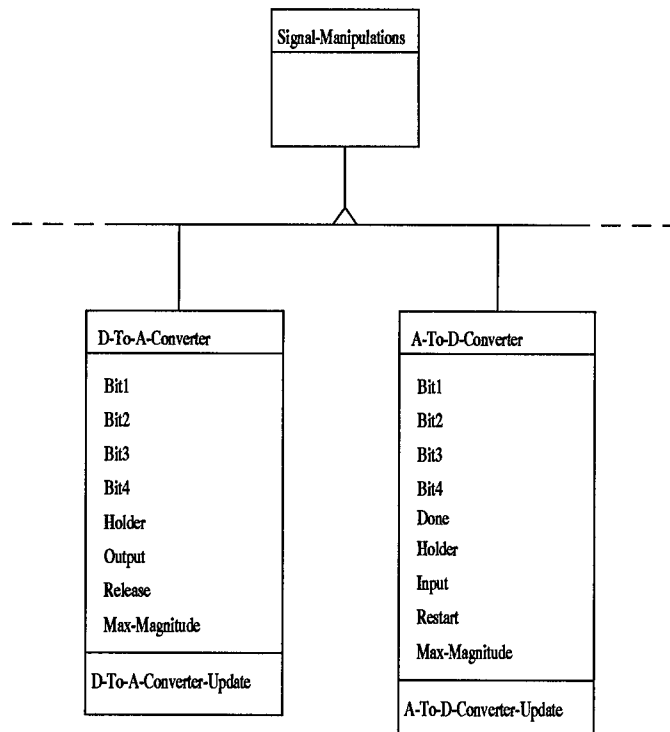 Signal-Manipulations
D-To-A-Converter
Bit1
Bit2
Bit3
Bit4
Holder
Output
Release
Max-Magnitude
D-To-A-Converter-Update
A-To-D-Converter
Bit1
Bit2
Bit3
Bit4
Done
Holder
Input
Restart
Max-Magnitude
A-To-D-Converter-Update